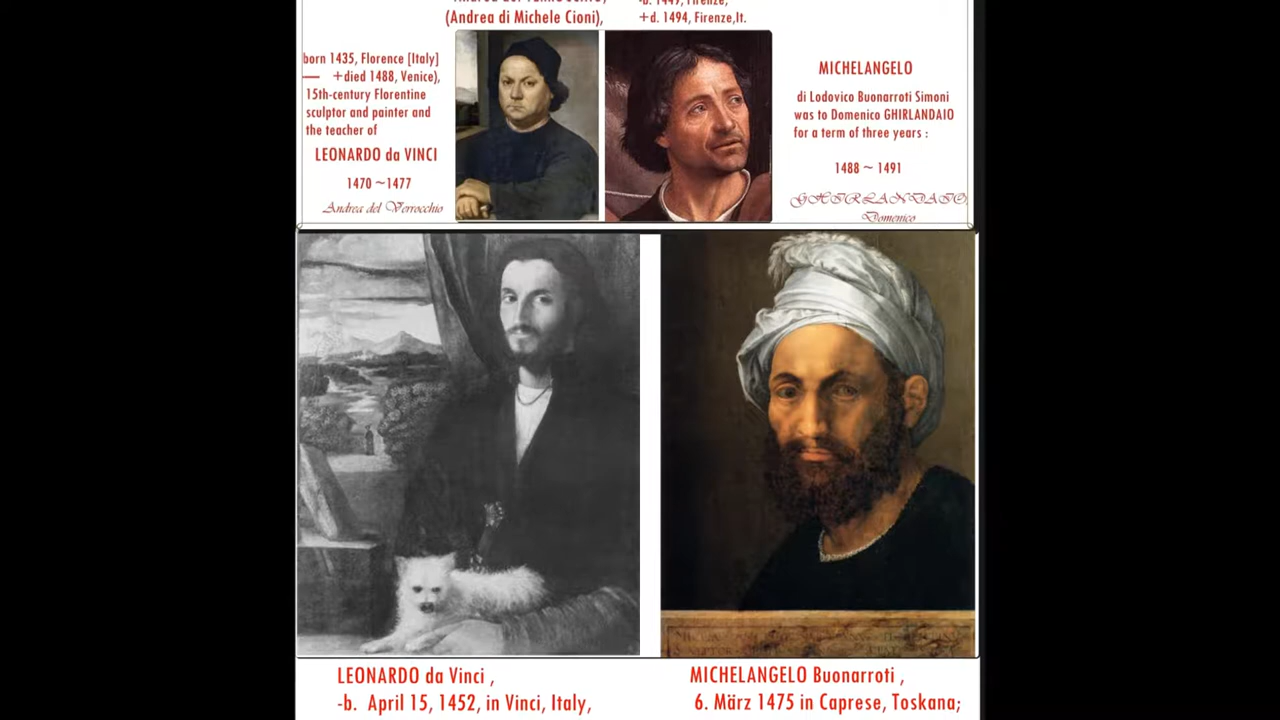 (Andrea di Michele Cioni),
-b. 1449, Firenze,
+d. 1494, Firenze,It.
born 1435, Florence [Italy]
— +died 1488, Venice),
15th-century Florentine
sculptor and painter and
the teacher of
LEONARDO da VINCI
1470 ~1477
Andrea del Verrocchio
MICHELANGELO
di Lodovico Buonarroti Simoni
was to Domenico GHIRLANDAIO
for a term of three years :
1488 ~ 1491
GHIRLANDAIO,
Domenico
LEONARDO da Vinci ,
-b. April 15, 1452, in Vinci, Italy,
MICHELANGELO Buonarroti ,
6. März 1475 in Caprese, Toskana;